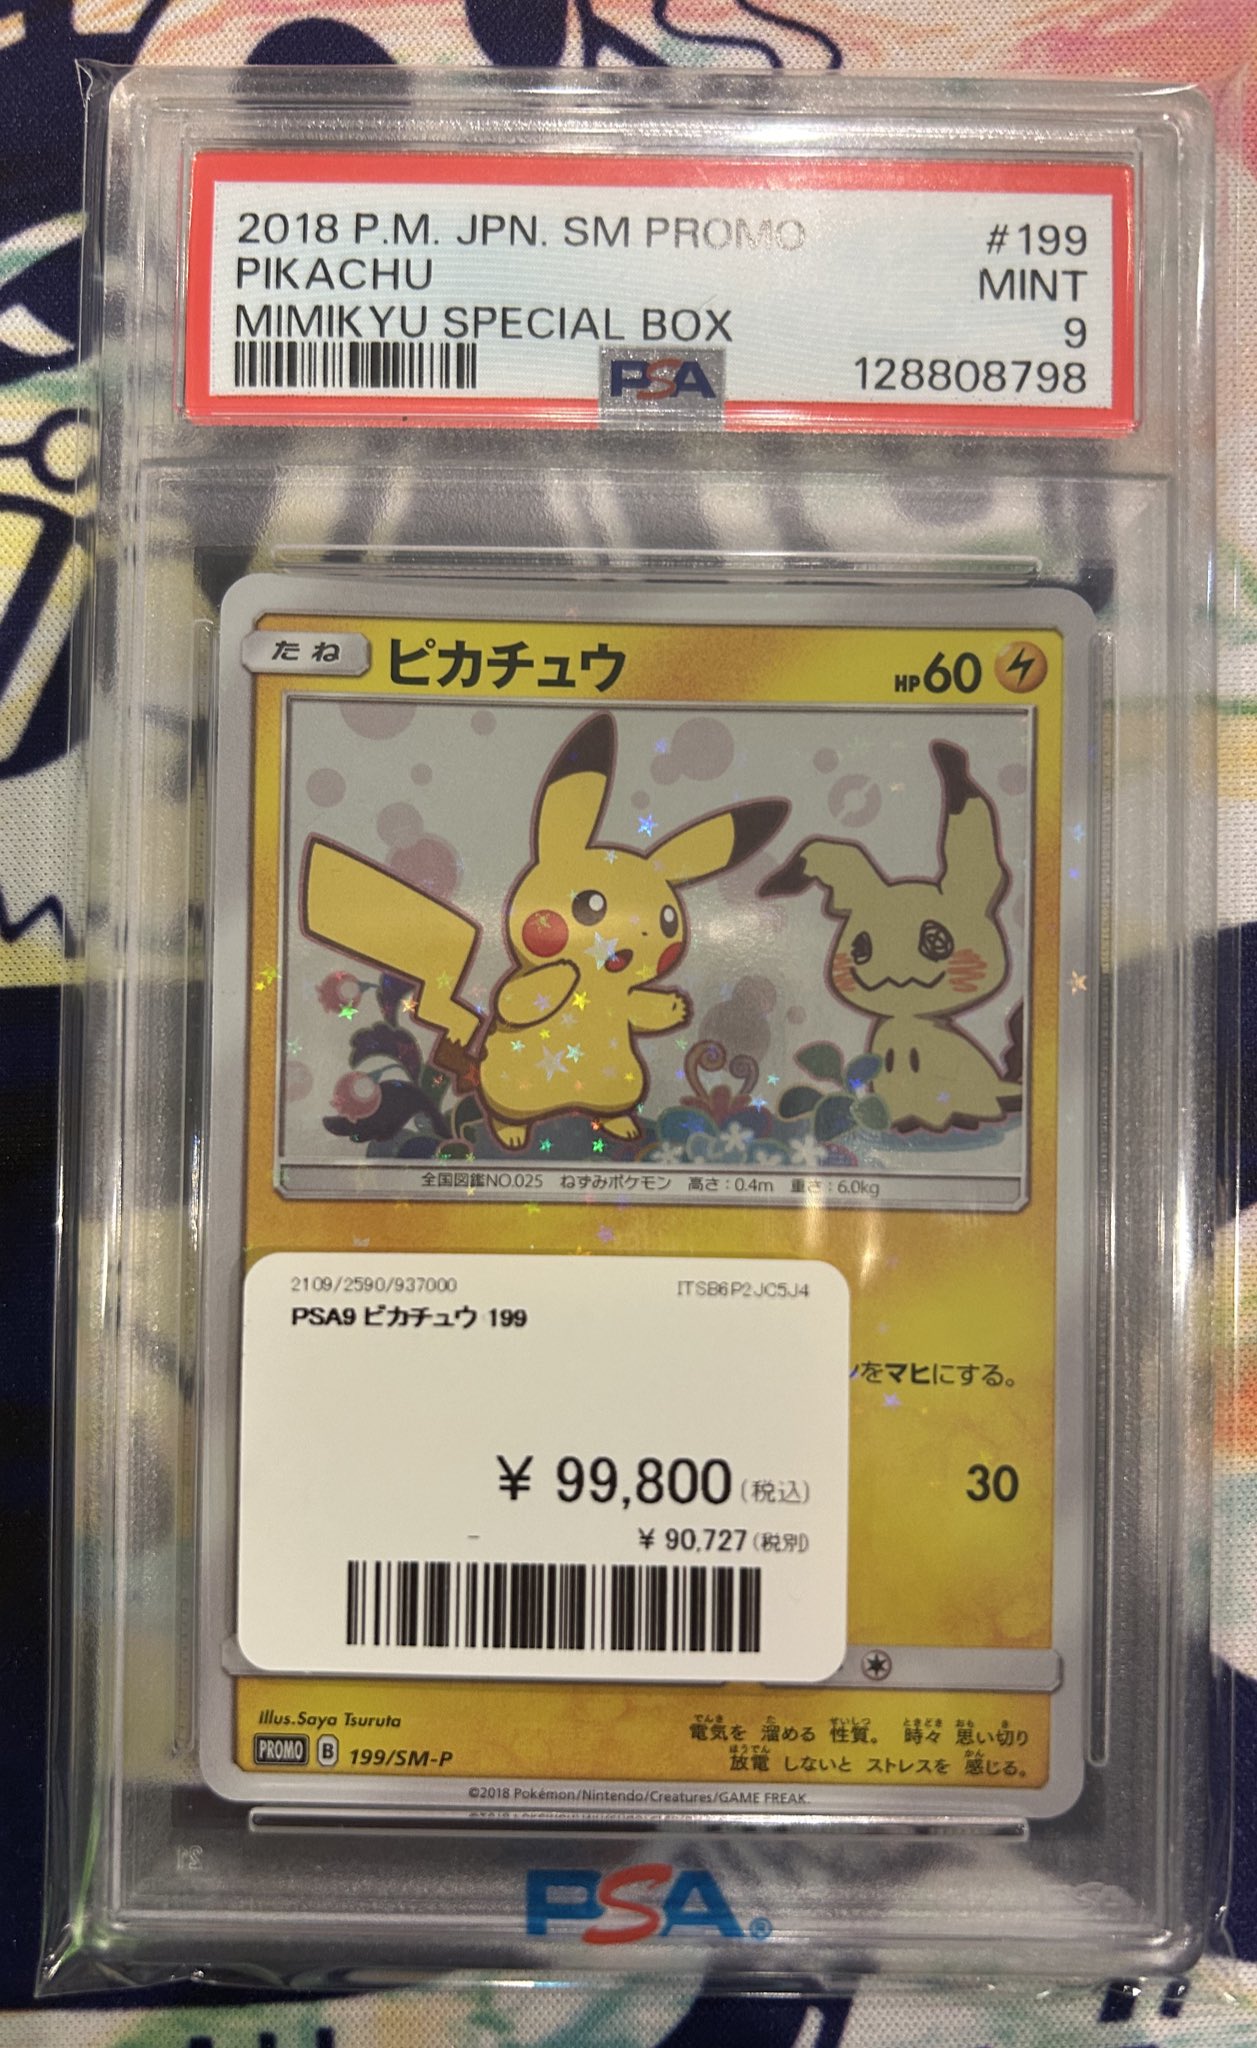 2018 P.M. JPN. SM PROMO #199
PIKACHU MINT
MIMIKYU SPECIAL BOX 9
PSA 128808798
たね ピカチュウ HP60
全国図鑑NO.025 ねずみポケモン 高さ:0.4m 重さ:6.0kg
2109/2590/937000 ITSB6P2JC5J4
PSA9 ピカチュウ 199
をマヒにする。
¥ 99,800(税込)
30
- ¥ 90,727(税別)
Illus.Saya Tsuruta
電気を 溜める 性質。 時々 思い切り
放電 しないと ストレスを 感じる。
PROMO B 199/SM-P
©2018 Pokémon/Nintendo/Creatures/GAME FREAK.
PSA®